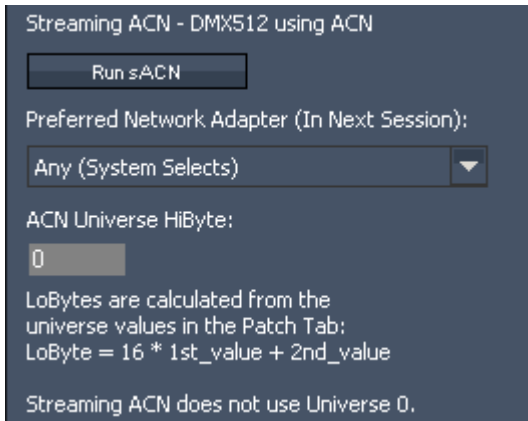 Streaming ACN - DMX512 using ACN
Run sACN
Preferred Network Adapter (In Next Session):
Any (System Selects)
ACN Universe HiByte:
0
LoBytes are calculated from the
universe values in the Patch Tab:
LoByte = 16 * 1st_value + 2nd_value
Streaming ACN does not use Universe 0.